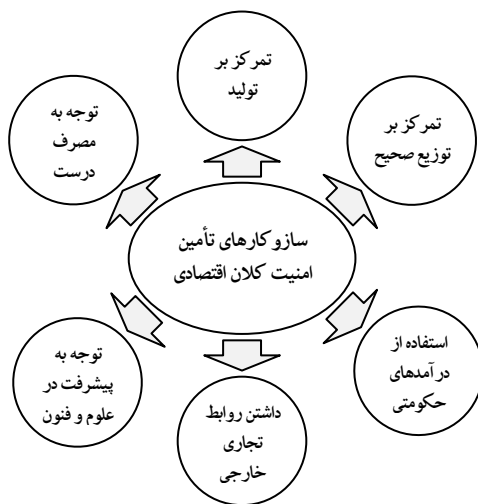 تمرکز بر
تولید
توجه به
مصرف
درست
تمرکز بر
توزیع صحیح
سازوکارهای تأمین
امنیت کلان اقتصادی
توجه به
پیشرفت در
علوم و فنون
استفاده از
درآمدهای
حکومتی
داشتن روابط
تجاری
خارجی